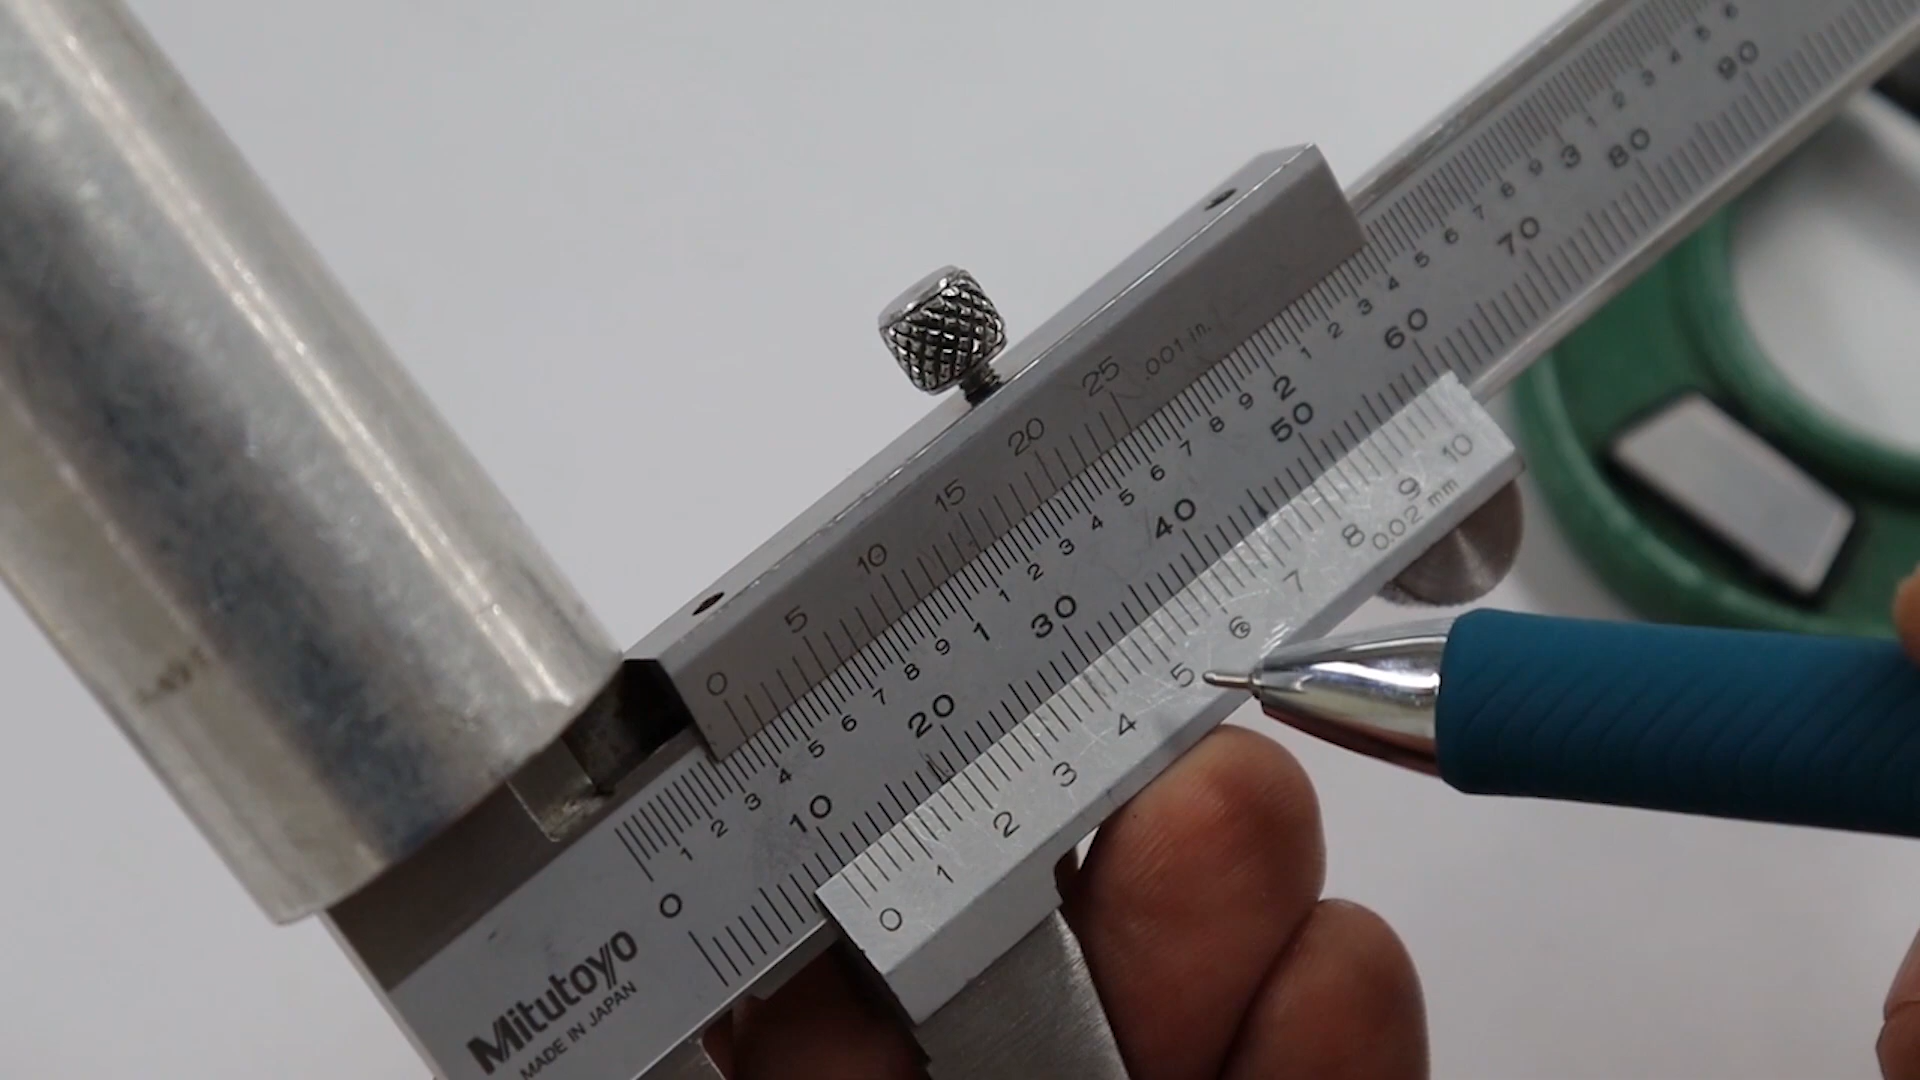 0 5 10 15 20 25 .001 in.
1 2 3 4 5 6 7 8 9 1 1 2 3 4 5 6 7 8 9 2 1 2 3 4 5 6 7 8 9 3 1 2 3 4 5 6
0 10 20 30 40 50 60 70 80 90
0 1 2 3 4 5 6 7 8 9 10
0.02 mm
Mitutoyo
MADE IN JAPAN